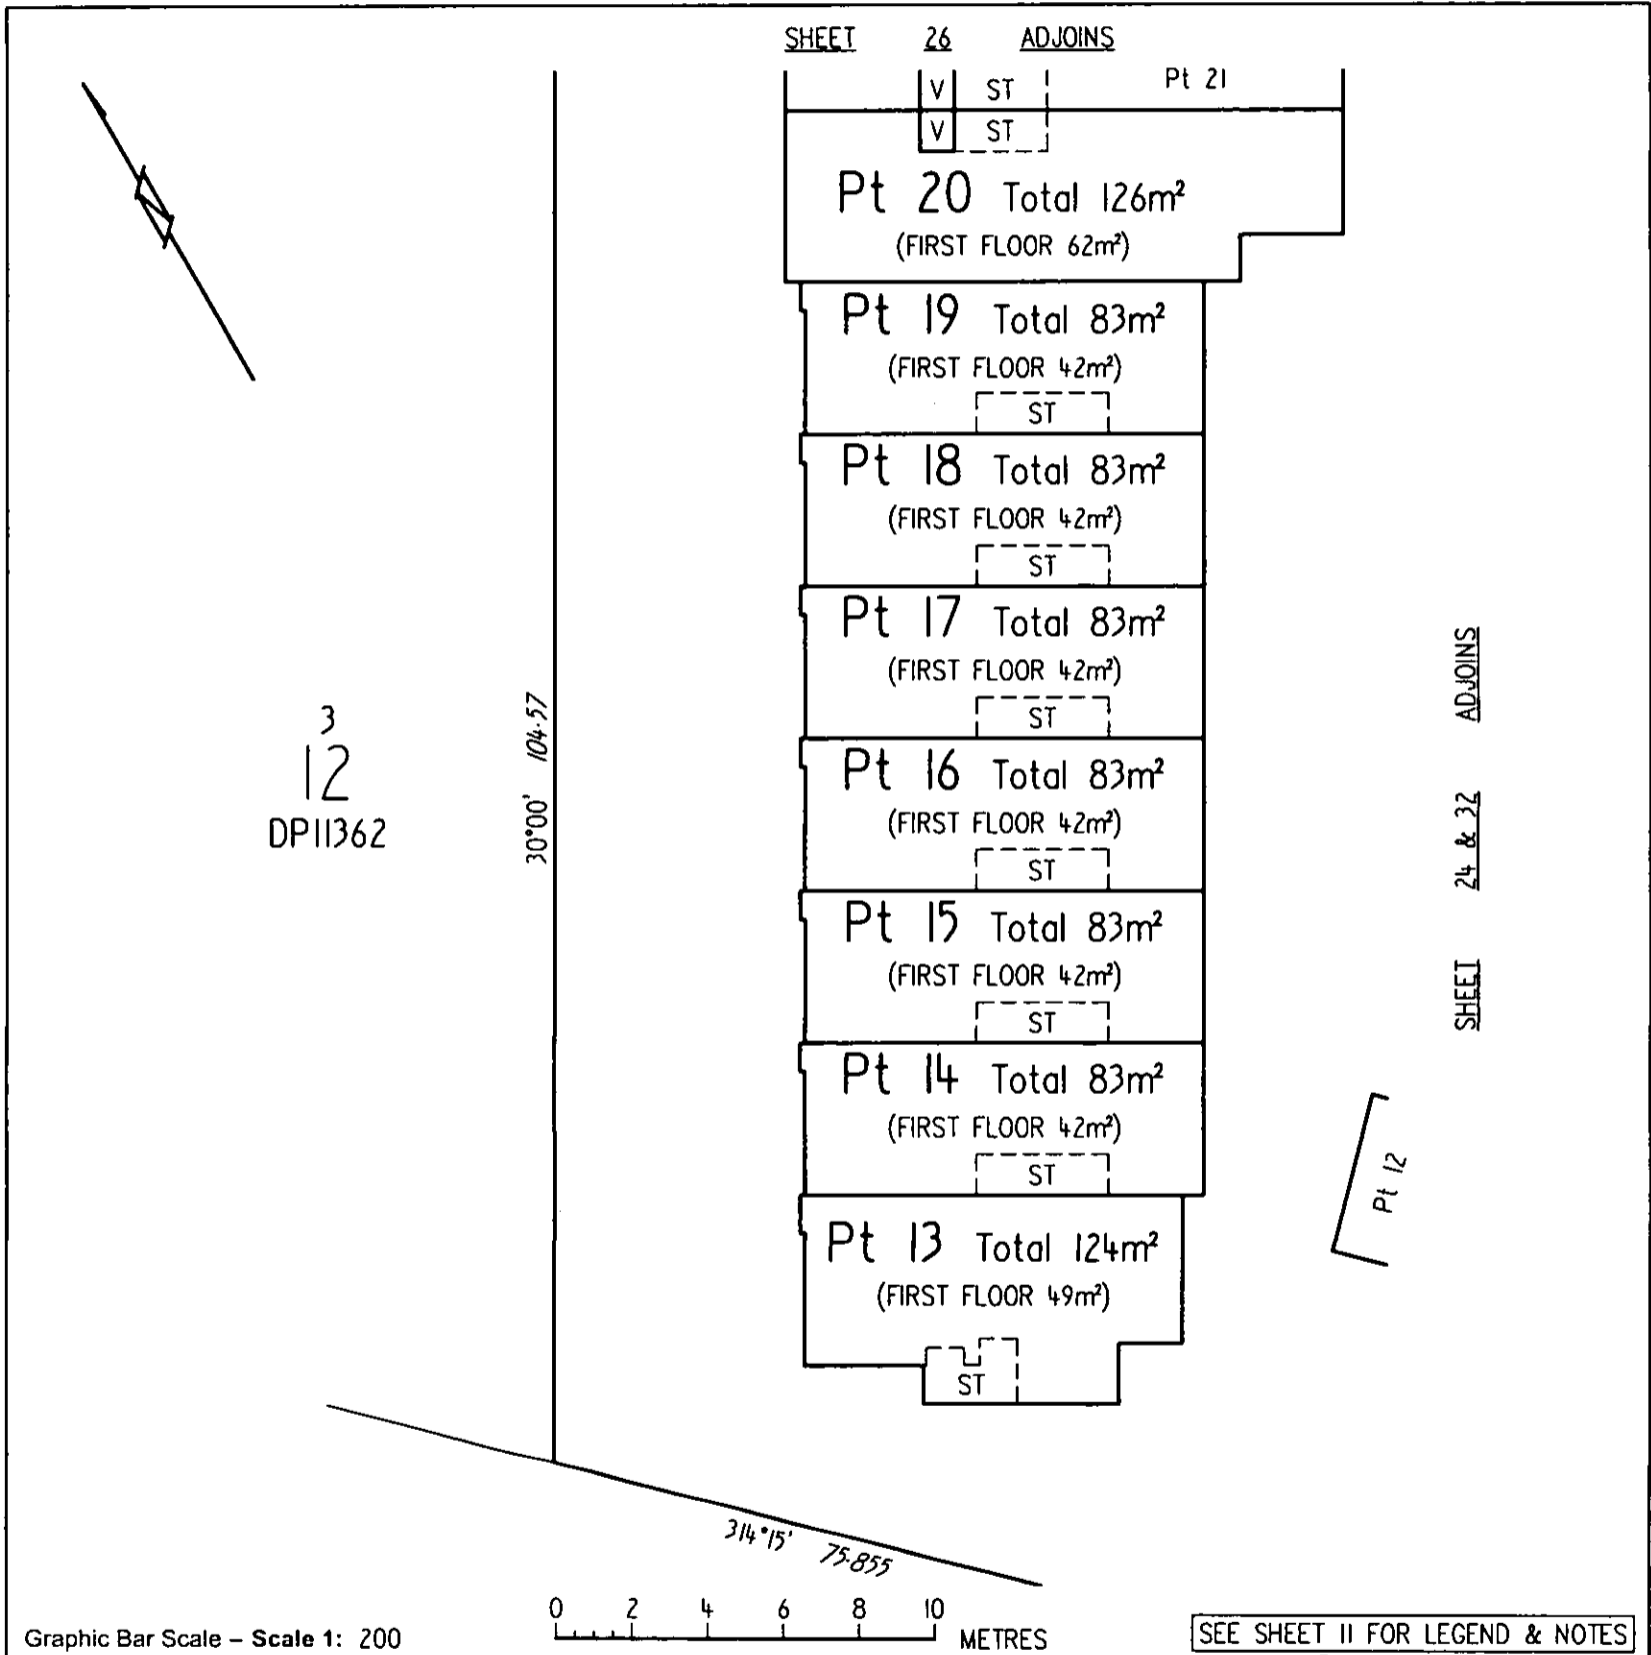 SHEET 26 ADJOINS
V ST Pt 21
V ST
Pt 20 Total 126m²
(FIRST FLOOR 62m²)
Pt 19 Total 83m²
(FIRST FLOOR 42m²)
ST
Pt 18 Total 83m²
(FIRST FLOOR 42m²)
ST
Pt 17 Total 83m²
(FIRST FLOOR 42m²)
ST
Pt 16 Total 83m²
(FIRST FLOOR 42m²)
ST
Pt 15 Total 83m²
(FIRST FLOOR 42m²)
ST
Pt 14 Total 83m²
(FIRST FLOOR 42m²)
ST
Pt 13 Total 124m²
(FIRST FLOOR 49m²)
ST
3
12
DP11362
30°00' 104·57
SHEET 24 & 32 ADJOINS
Pt 12
314°15' 75·855
0 2 4 6 8 10
Graphic Bar Scale – Scale 1: 200
METRES
SEE SHEET 11 FOR LEGEND & NOTES